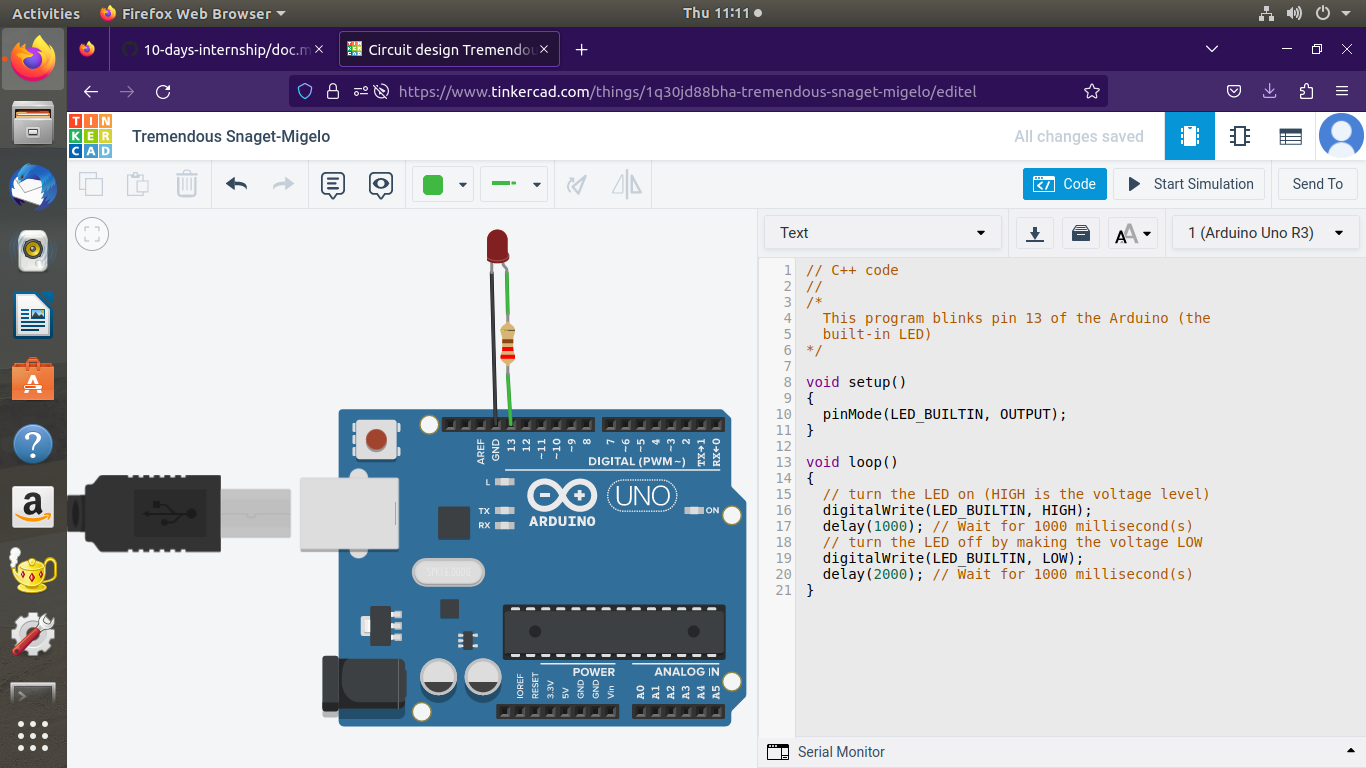 Activities
Firefox Web Browser
Thu 11:11
10-days-internship/doc.m
Circuit design Tremendou
https://www.tinkercad.com/things/1q30jd88bha-tremendous-snaget-migelo/editel
TIN
KER
CAD
Tremendous Snaget-Migelo
All changes saved
Code
Start Simulation
Send To
Text
1 (Arduino Uno R3)
AREF
GND
13
12
~11
~10
~9
8
7
~6
~5
4
~3
2
TX→1
RX←0
DIGITAL (PWM~)
L
TX
RX
ARDUINO
UNO
ON
POWER
ANALOG IN
IOREF
RESET
3.3V
5V
GND
GND
Vin
A0
A1
A2
A3
A4
A5
1 // C++ code
2 //
3 /*
4 This program blinks pin 13 of the Arduino (the
5 built-in LED)
6 */
7
8 void setup()
9 {
10 pinMode(LED_BUILTIN, OUTPUT);
11 }
12
13 void loop()
14 {
15 // turn the LED on (HIGH is the voltage level)
16 digitalWrite(LED_BUILTIN, HIGH);
17 delay(1000); // Wait for 1000 millisecond(s)
18 // turn the LED off by making the voltage LOW
19 digitalWrite(LED_BUILTIN, LOW);
20 delay(2000); // Wait for 1000 millisecond(s)
21 }
Serial Monitor